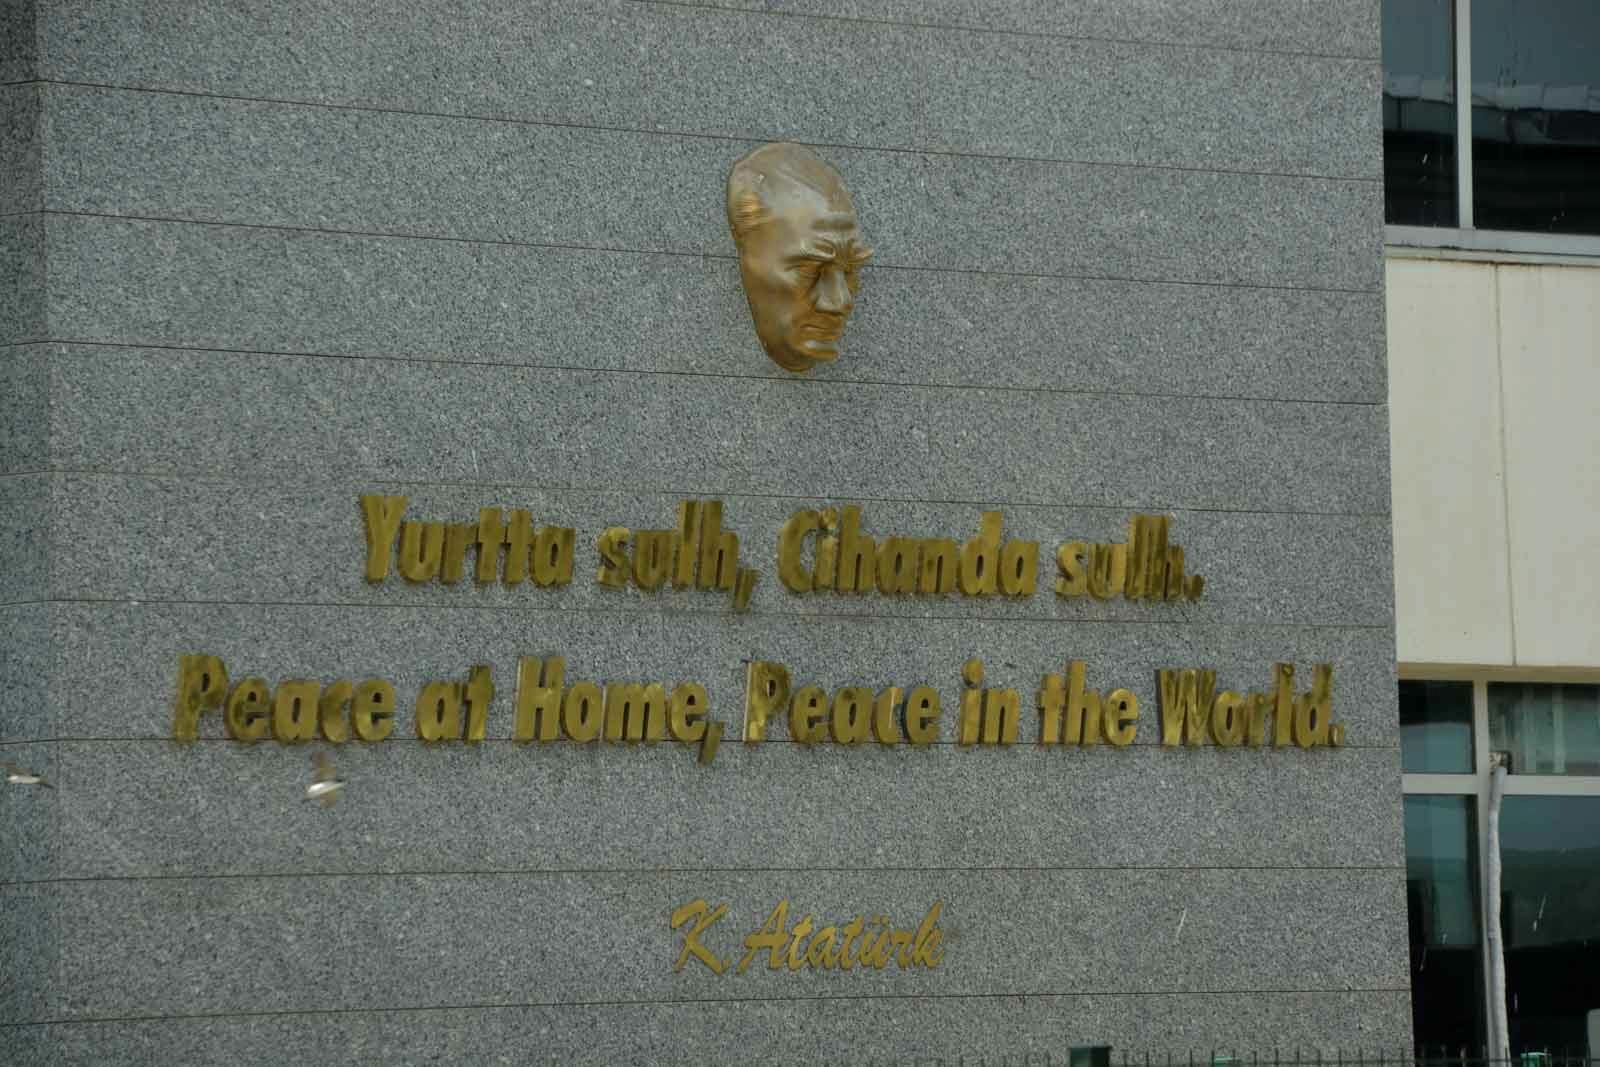 Yurtta sulh, Cihanda sulh..
Peace at Home, Peace in the World.
K. Atatürk